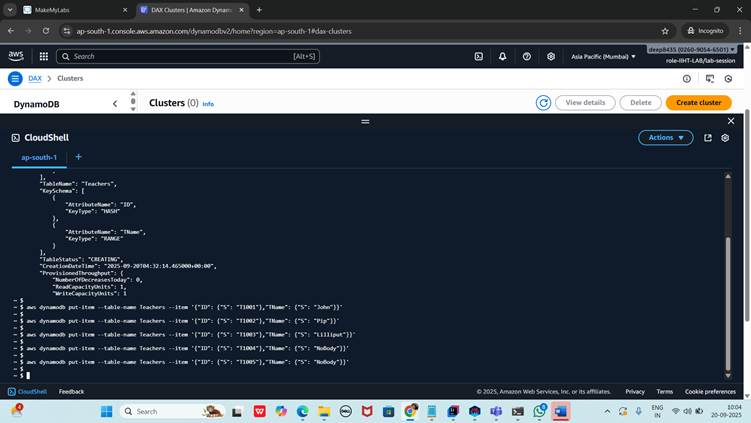 MakeMyLabs
DAX Clusters | Amazon Dynamo
ap-south-1.console.aws.amazon.com/dynamodbv2/home?region=ap-south-1#dax-clusters
Incognito
aws
Search
[Alt+S]
Asia Pacific (Mumbai)
deep8435 (0260-9054-6501)
role-IIHT-LAB/lab-session
DAX
Clusters
DynamoDB
Clusters (0) Info
View details
Delete
Create cluster
CloudShell
Actions
ap-south-1
],
"TableName": "Teachers",
"KeySchema": [
{
"AttributeName": "ID",
"KeyType": "HASH"
},
{
"AttributeName": "TName",
"KeyType": "RANGE"
}
],
"TableStatus": "CREATING",
"CreationDateTime": "2025-09-20T04:32:14.465000+00:00",
"ProvisionedThroughput": {
"NumberOfDecreasesToday": 0,
"ReadCapacityUnits": 1,
"WriteCapacityUnits": 1
~ $
~ $ aws dynamodb put-item --table-name Teachers --item '{"ID": {"S": "T1001"},"TName": {"S": "John"}}'
~ $
~ $ aws dynamodb put-item --table-name Teachers --item '{"ID": {"S": "T1002"},"TName": {"S": "Pip"}}'
~ $
~ $ aws dynamodb put-item --table-name Teachers --item '{"ID": {"S": "T1003"},"TName": {"S": "Lilliput"}}'
~ $
~ $ aws dynamodb put-item --table-name Teachers --item '{"ID": {"S": "T1004"},"TName": {"S": "NoBody"}}'
~ $
~ $ aws dynamodb put-item --table-name Teachers --item '{"ID": {"S": "T1005"},"TName": {"S": "NoBody"}}'
~ $
~ $
CloudShell
Feedback
© 2025, Amazon Web Services, Inc. or its affiliates.
Privacy
Terms
Cookie preferences
Search
ENG
IN
10:04
20-09-2025